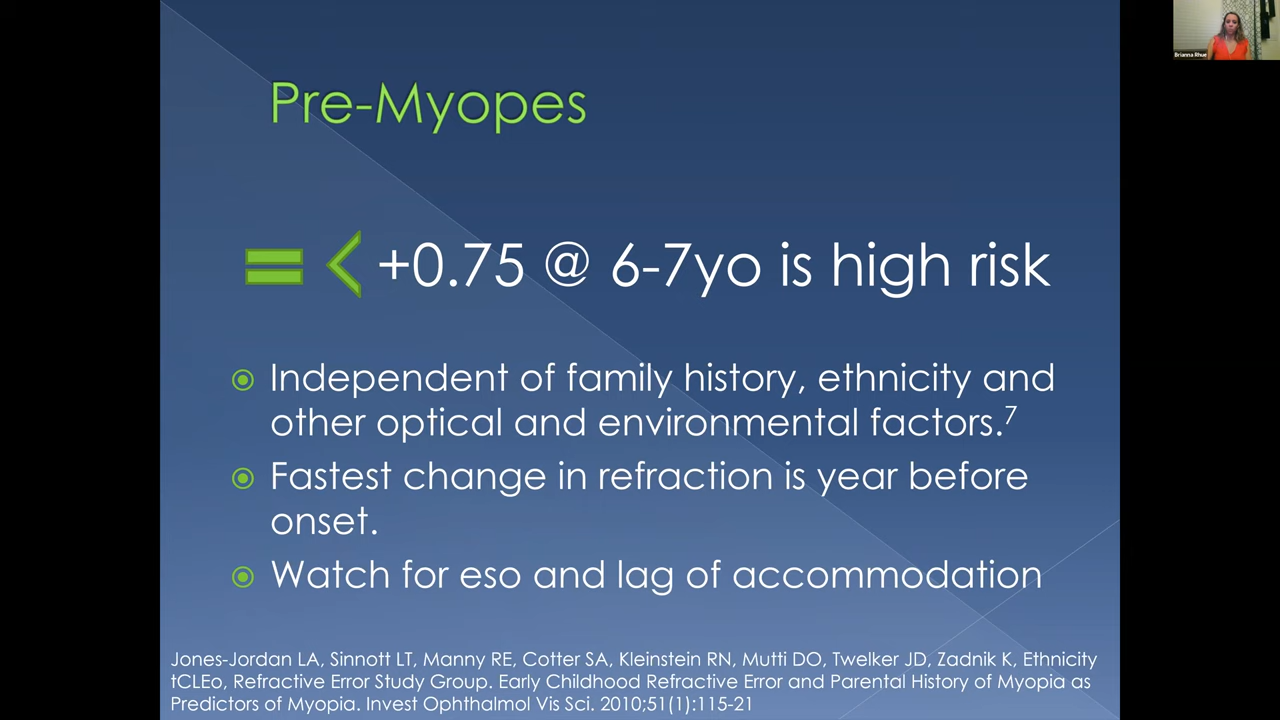 Brianna Rhue
Pre-Myopes
= < +0.75 @ 6-7yo is high risk
Independent of family history, ethnicity and
other optical and environmental factors.7
Fastest change in refraction is year before
onset.
Watch for eso and lag of accommodation
Jones-Jordan LA, Sinnott LT, Manny RE, Cotter SA, Kleinstein RN, Mutti DO, Twelker JD, Zadnik K, Ethnicity
tCLEo, Refractive Error Study Group. Early Childhood Refractive Error and Parental History of Myopia as
Predictors of Myopia. Invest Ophthalmol Vis Sci. 2010;51(1):115-21